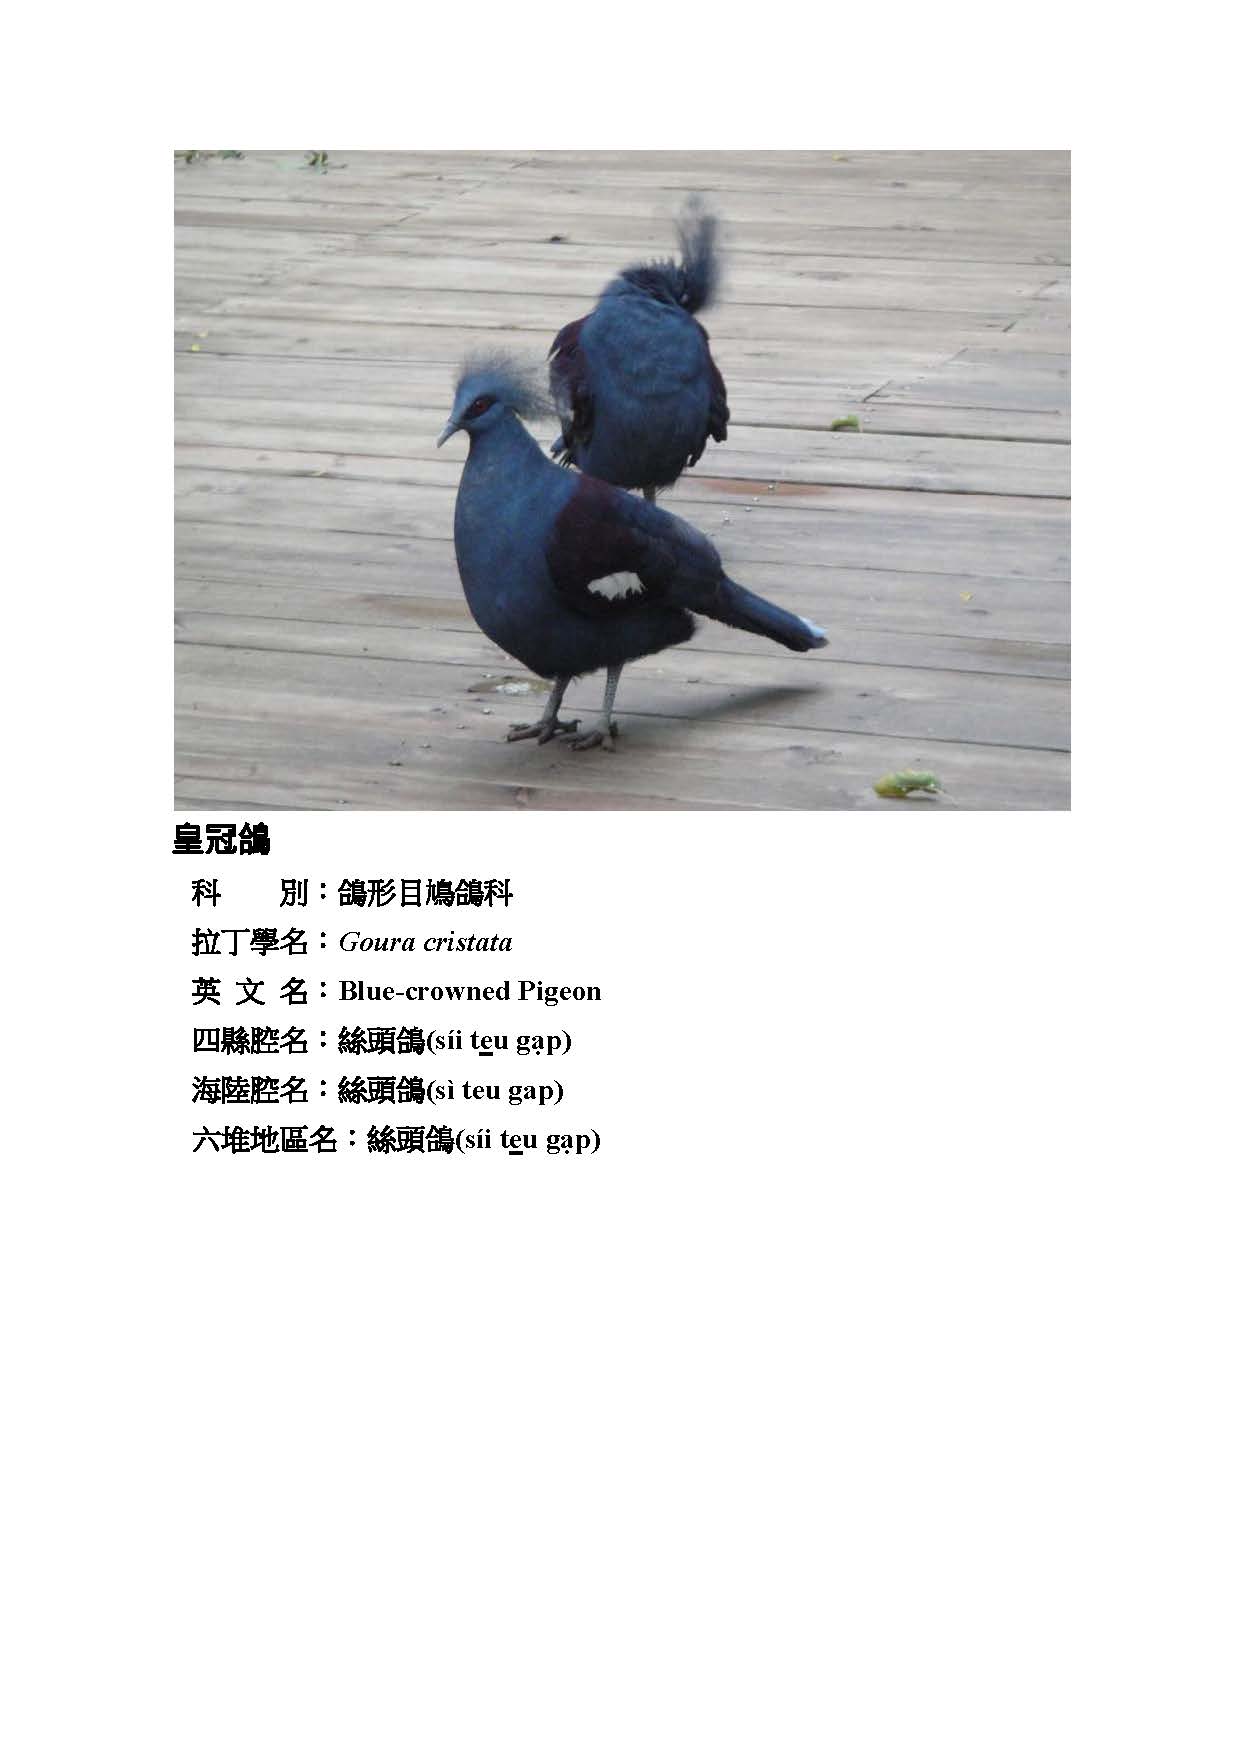 皇冠鴿
科　　別：鴿形目鳩鴿科
拉丁學名：Goura cristata
英 文 名：Blue-crowned Pigeon
四縣腔名：絲頭鴿(síi te̲u gạp)
海陸腔名：絲頭鴿(sì teu gap)
六堆地區名：絲頭鴿(síi te̲u gạp)